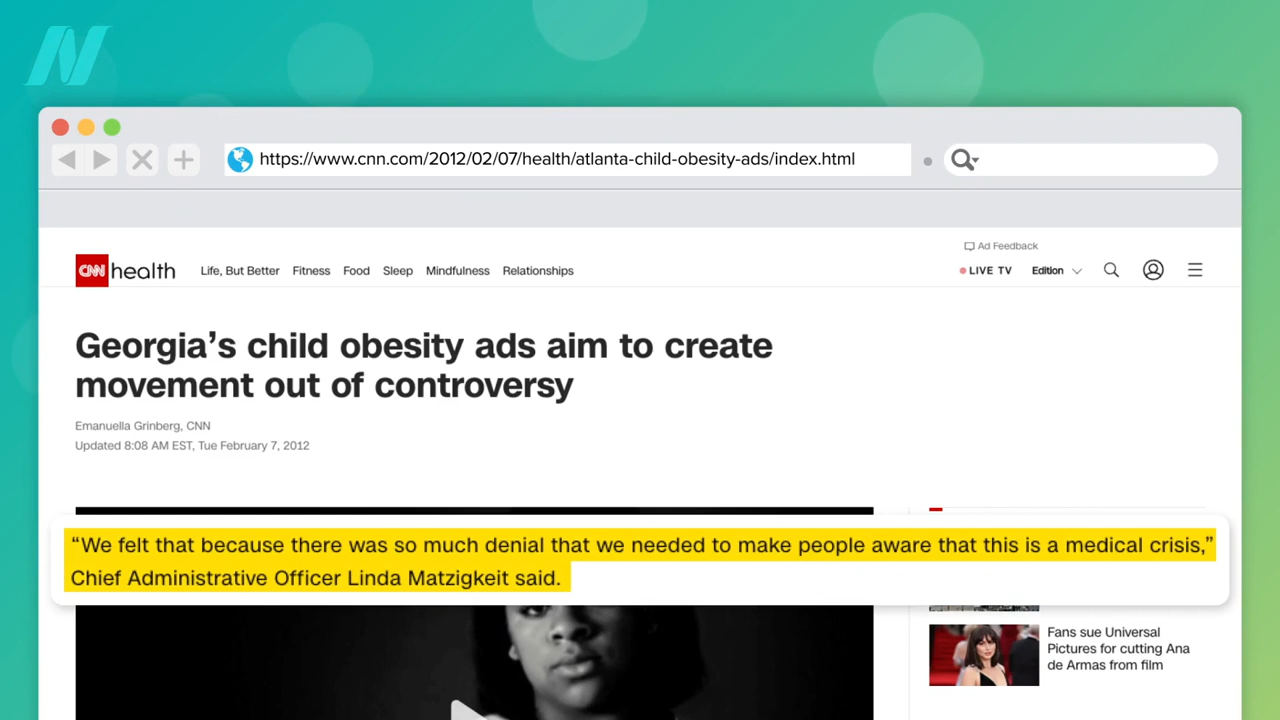 https://www.cnn.com/2012/02/07/health/atlanta-child-obesity-ads/index.html
Ad Feedback
CNN health Life, But Better Fitness Food Sleep Mindfulness Relationships LIVE TV Edition
Georgia’s child obesity ads aim to create
movement out of controversy
Emanuella Grinberg, CNN
Updated 8:08 AM EST, Tue February 7, 2012
“We felt that because there was so much denial that we needed to make people aware that this is a medical crisis,”
Chief Administrative Officer Linda Matzigkeit said.
Fans sue Universal
Pictures for cutting Ana
de Armas from film